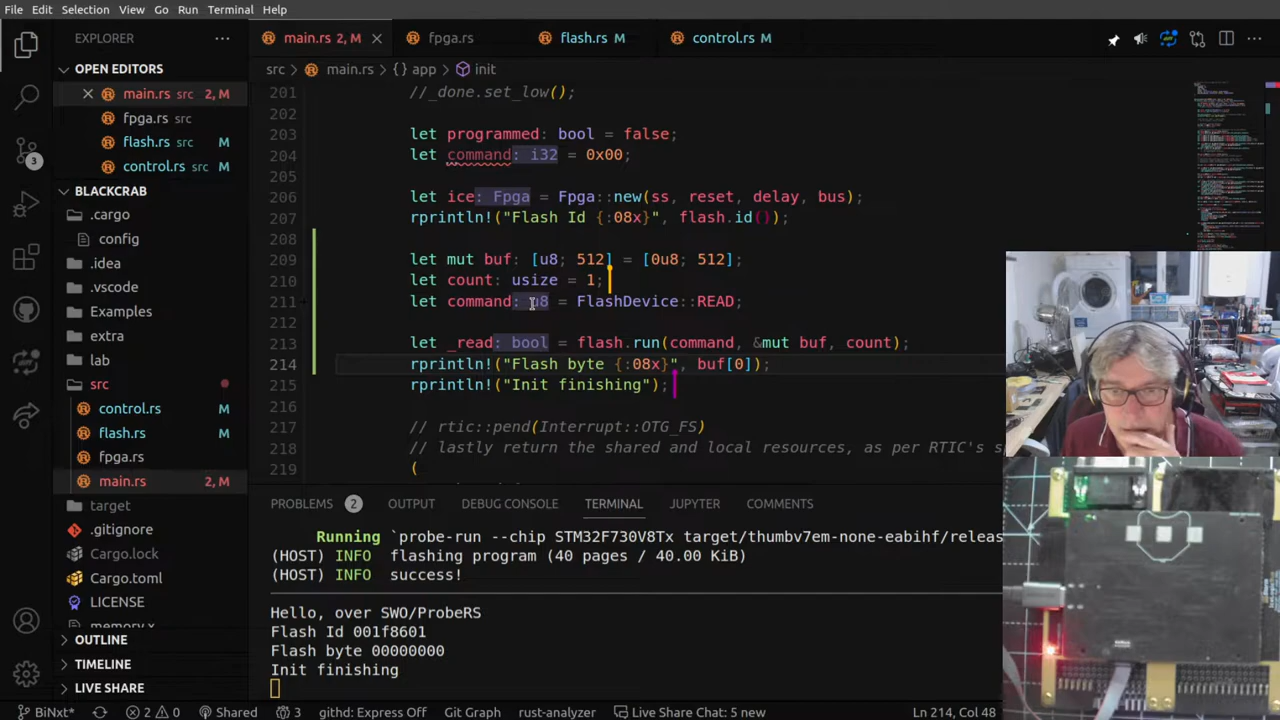 File Edit Selection View Go Run Terminal Help
EXPLORER ...
main.rs 2, M
fpga.rs
flash.rs M
control.rs M
OPEN EDITORS
main.rs src 2, M
fpga.rs src
flash.rs src M
control.rs src M
BLACKCRAB
.cargo
config
.idea
.vscode
Examples
extra
lab
src
control.rs M
flash.rs M
fpga.rs
main.rs 2, M
target
.gitignore
Cargo.lock
Cargo.toml
LICENSE
memory.x
OUTLINE
TIMELINE
LIVE SHARE
src > main.rs > {} app > init
201 //_done.set_low();
202
203 let programmed: bool = false;
204 let command: i32 = 0x00;
205
206 let ice: Fpga = Fpga::new(ss, reset, delay, bus);
207 rprintln!("Flash Id {:08x}", flash.id());
208
209 let mut buf: [u8; 512] = [0u8; 512];
210 let count: usize = 1;
211 let command: u8 = FlashDevice::READ;
212
213 let _read: bool = flash.run(command, &mut buf, count);
214 rprintln!("Flash byte {:08x}", buf[0]);
215 rprintln!("Init finishing");
216
217 // rtic::pend(Interrupt::OTG_FS)
218 // lastly return the shared and local resources, as per RTIC's s
219 (
PROBLEMS 2 OUTPUT DEBUG CONSOLE TERMINAL JUPYTER COMMENTS
Running `probe-run --chip STM32F730V8Tx target/thumbv7em-none-eabihf/releas
(HOST) INFO flashing program (40 pages / 40.00 KiB)
(HOST) INFO success!
Hello, over SWO/ProbeRS
Flash Id 001f8601
Flash byte 00000000
Init finishing
BiNxt* 2 0 Shared 3 githd: Express Off Git Graph rust-analyzer Live Share Chat: 5 new Ln 214, Col 48